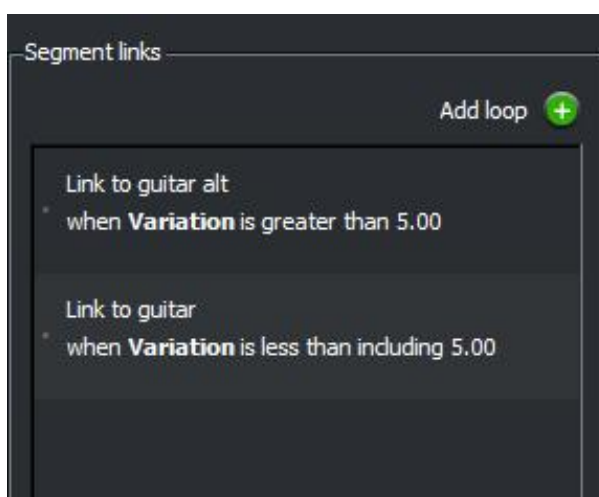 Segment links
Add loop
Link to guitar alt
when Variation is greater than 5.00
Link to guitar
when Variation is less than including 5.00